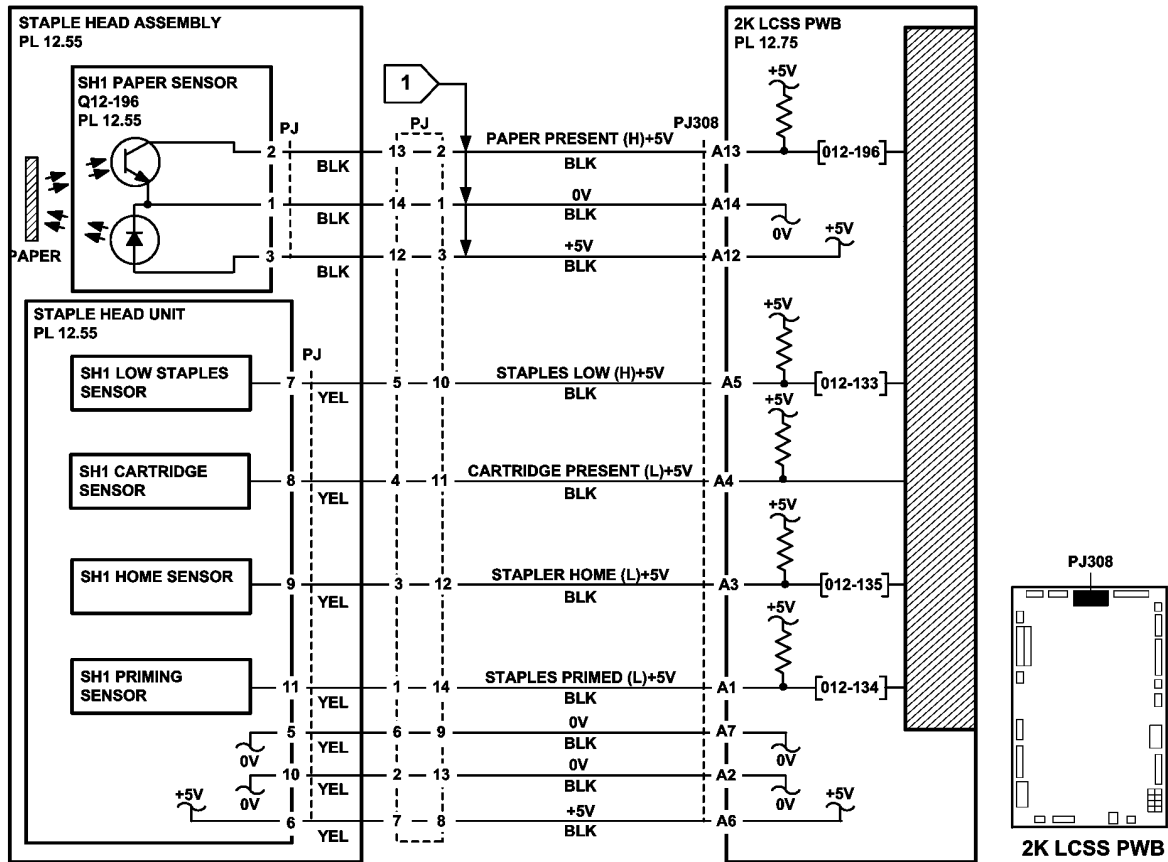 STAPLE HEAD ASSEMBLY
PL 12.55
SH1 PAPER SENSOR
Q12-196
PL 12.55
PAPER
2
1
3
PJ
BLK
BLK
BLK
1
PJ
13 2
14 1
12 3
PAPER PRESENT (H)+5V
BLK
0V
BLK
+5V
BLK
PJ308
2K LCSS PWB
PL 12.75
+5V
A13
012-196
A14
0V
A12
+5V
STAPLE HEAD UNIT
PL 12.55
PJ
SH1 LOW STAPLES
SENSOR
7
YEL
5 10
STAPLES LOW (H)+5V
BLK
A5
+5V
012-133
SH1 CARTRIDGE
SENSOR
8
YEL
4 11
CARTRIDGE PRESENT (L)+5V
BLK
A4
+5V
SH1 HOME SENSOR
9
YEL
3 12
STAPLER HOME (L)+5V
BLK
A3
+5V
012-135
SH1 PRIMING
SENSOR
11
YEL
1 14
STAPLES PRIMED (L)+5V
BLK
A1
+5V
012-134
0V
5
YEL
6 9
0V
BLK
A7
0V
0V
10
YEL
2 13
0V
BLK
A2
0V
+5V
6
YEL
7 8
+5V
BLK
A6
+5V
PJ308
2K LCSS PWB